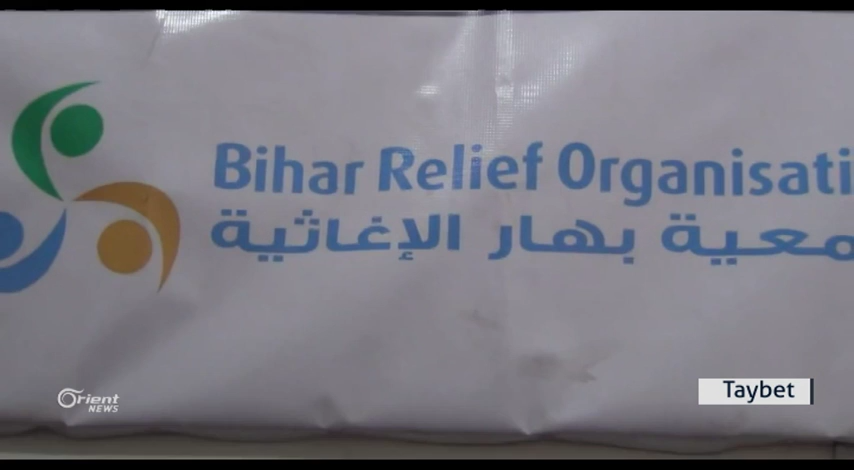 Bihar Relief Organisati
معية بهار الإغاثية
Orient
NEWS
Taybet